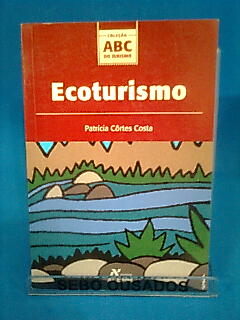 COLEÇÃO
ABC
DO TURISMO
Ecoturismo
Patrícia Côrtes Costa
SEBO OUSADOS